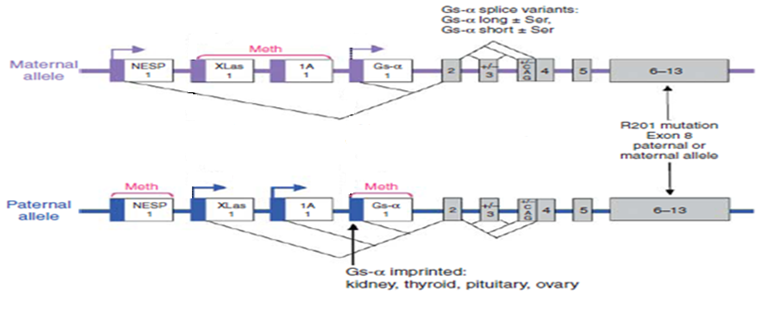 Gs-α splice variants:
Gs-α long ± Ser,
Gs-α short ± Ser
Meth
Maternal
allele
NESP
1
XLas
1
1A
1
Gs-α
1
2
+/–
3
+/–
CAG
4
5
6–13
R201 mutation
Exon 8
paternal or
maternal allele
Meth
Meth
Paternal
allele
NESP
1
XLas
1
1A
1
Gs-α
1
2
+/–
3
+/–
CAG
4
5
6–13
Gs-α imprinted:
kidney, thyroid, pituitary, ovary